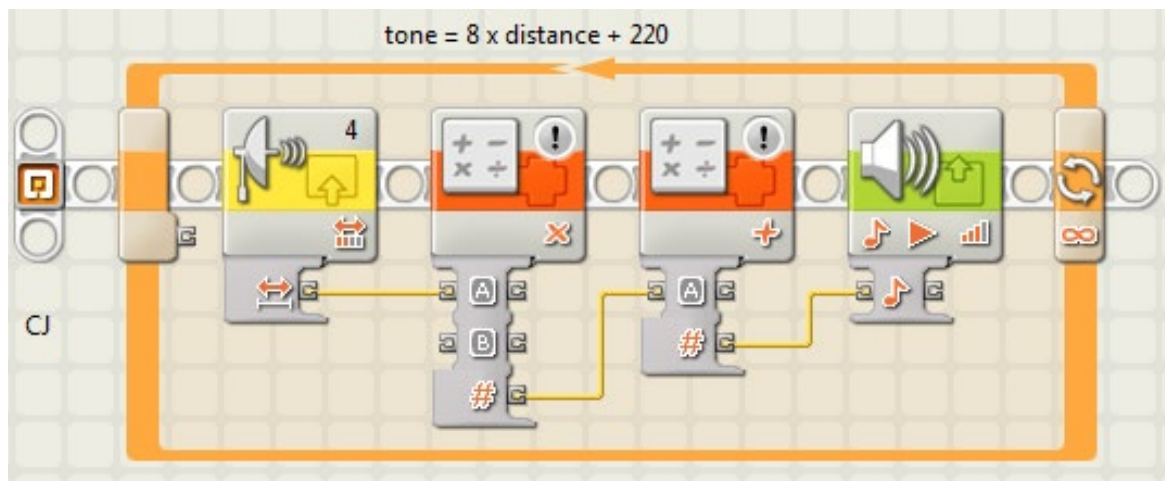 tone = 8 x distance + 220
4
! !
+ - × ÷ + - × ÷
× +
A A
B #
#
CJ